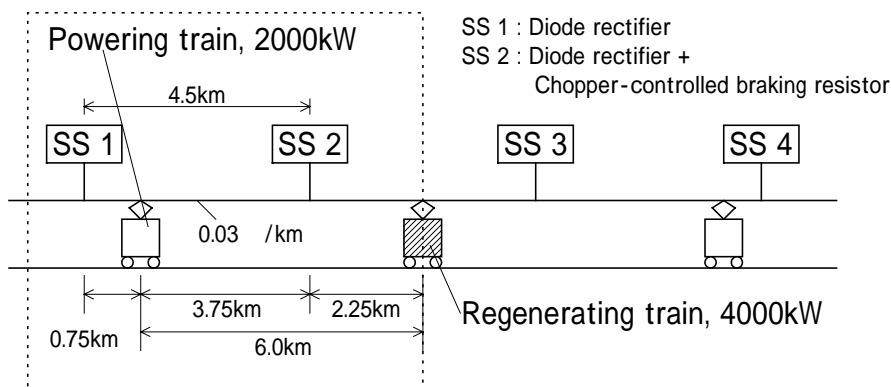 Powering train, 2000kW
SS 1 : Diode rectifier
SS 2 : Diode rectifier +
Chopper-controlled braking resistor
4.5km
SS 1
SS 2
SS 3
SS 4
0.03 /km
0.75km
3.75km
2.25km
6.0km
Regenerating train, 4000kW